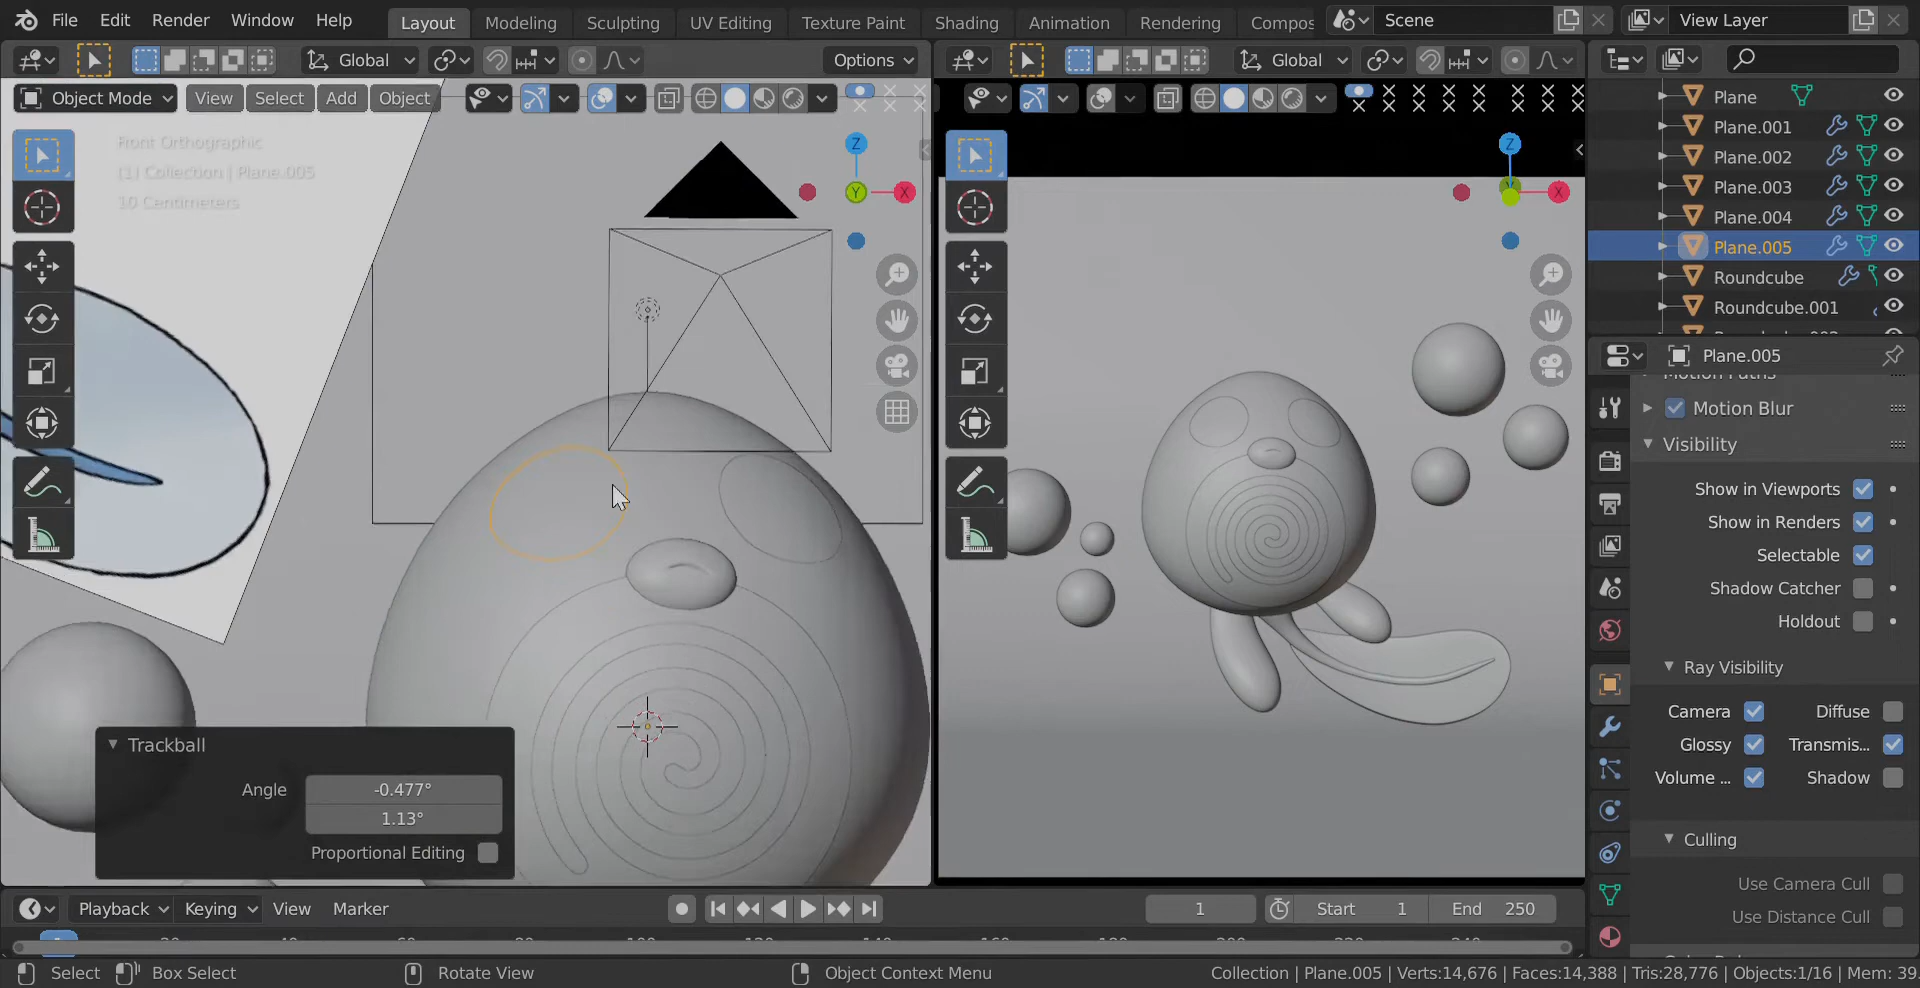 File Edit Render Window Help
Layout Modeling Sculpting UV Editing Texture Paint Shading Animation Rendering Compos
Scene
View Layer
Global
Options
Global
Object Mode
View Select Add Object
Front Orthographic
(1) Collection | Plane.005
10 Centimeters
Z
Y
X
Z
Y
X
Plane
Plane.001
Plane.002
Plane.003
Plane.004
Plane.005
Roundcube
Roundcube.001
Plane.005
Motion Paths
Motion Blur
Visibility
Show in Viewports
Show in Renders
Selectable
Shadow Catcher
Holdout
Ray Visibility
Camera Diffuse
Glossy Transmis...
Volume ... Shadow
Culling
Use Camera Cull
Use Distance Cull
Trackball
Angle -0.477°
1.13°
Proportional Editing
Playback Keying View Marker
1
Start 1
End 250
Select Box Select Rotate View Object Context Menu
Collection | Plane.005 | Verts:14,676 | Faces:14,388 | Tris:28,776 | Objects:1/16 | Mem: 39.